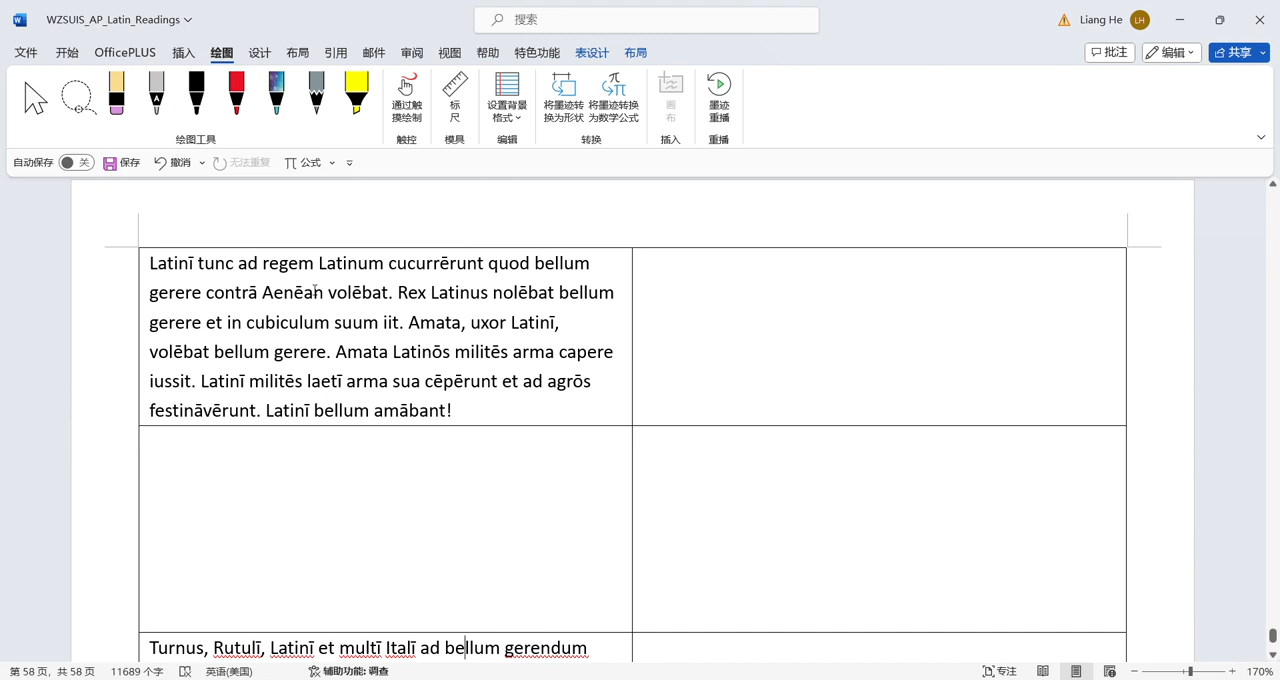 WZSUIS_AP_Latin_Readings
搜索
Liang He
LH
文件 开始 OfficePLUS 插入 绘图 设计 布局 引用 邮件 审阅 视图 帮助 特色功能 表设计 布局
批注 编辑 共享
通过触摸绘制
标尺
设置背景格式
将墨迹转换为形状
将墨迹转换为数学公式
画布
墨迹重播
绘图工具 触控 模具 编辑 转换 插入 重播
自动保存 关 保存 撤消 无法重复 公式
Latinī tunc ad regem Latinum cucurrērunt quod bellum
gerere contrā Aenēan volēbat. Rex Latinus nolēbat bellum
gerere et in cubiculum suum iit. Amata, uxor Latinī,
volēbat bellum gerere. Amata Latinōs militēs arma capere
iussit. Latinī militēs laetī arma sua cēpērunt et ad agrōs
festināvērunt. Latinī bellum amābant!
Turnus, Rutulī, Latinī et multī Italī ad bellum gerendum
第 58 页，共 58 页 11689 个字 英语(美国) 辅助功能: 调查 专注 170%